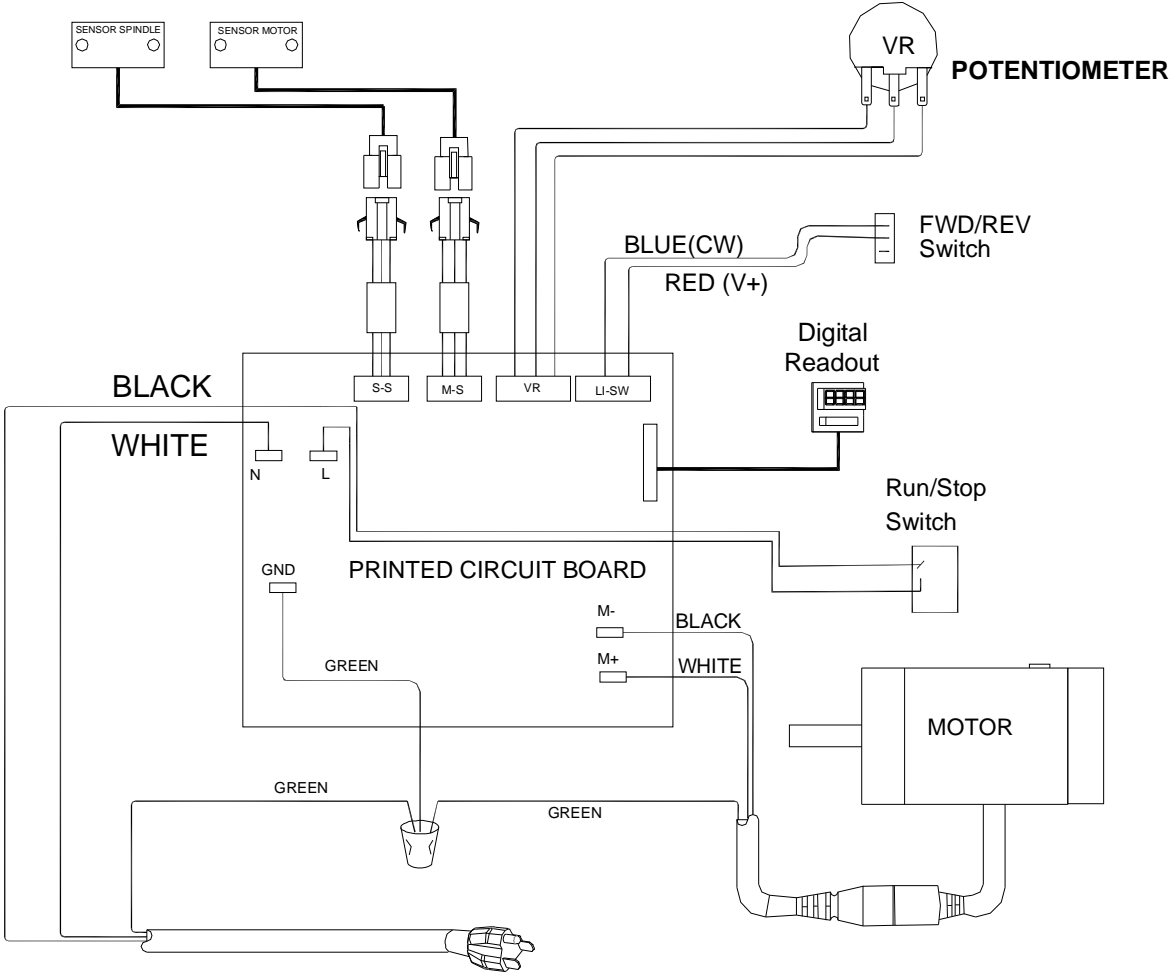 SENSOR SPINDLE
SENSOR MOTOR
VR
POTENTIOMETER
FWD/REV
Switch
BLUE(CW)
RED (V+)
Digital
Readout
S-S
M-S
VR
LI-SW
BLACK
WHITE
N
L
Run/Stop
Switch
GND
PRINTED CIRCUIT BOARD
M-
BLACK
M+
WHITE
GREEN
MOTOR
GREEN
GREEN